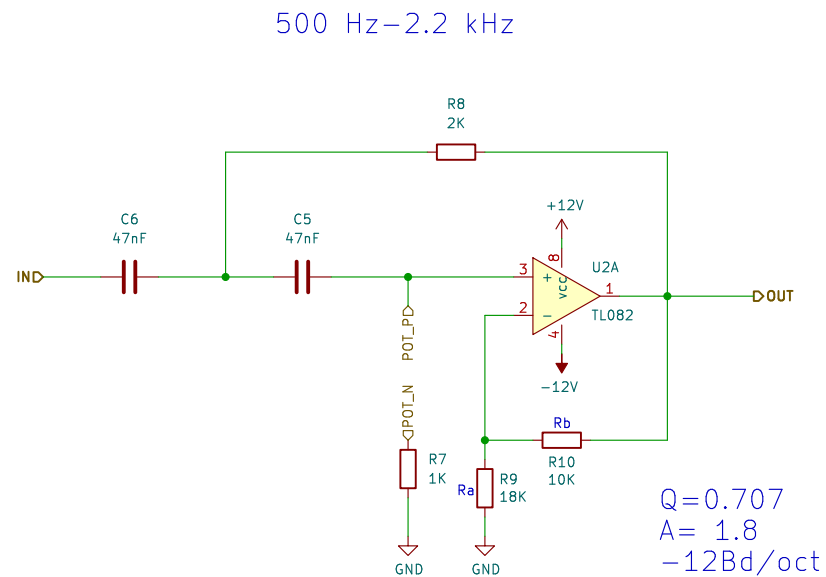 500 Hz-2.2 kHz
R8
2K
C6
47nF
C5
47nF
+12V
IN
3
+
8
VCC
U2A
1
OUT
2
-
4
TL082
POT_P
-12V
POT_N
Rb
R10
10K
R7
1K
Ra
R9
18K
GND
GND
Q=0.707
A= 1.8
-12Bd/oct